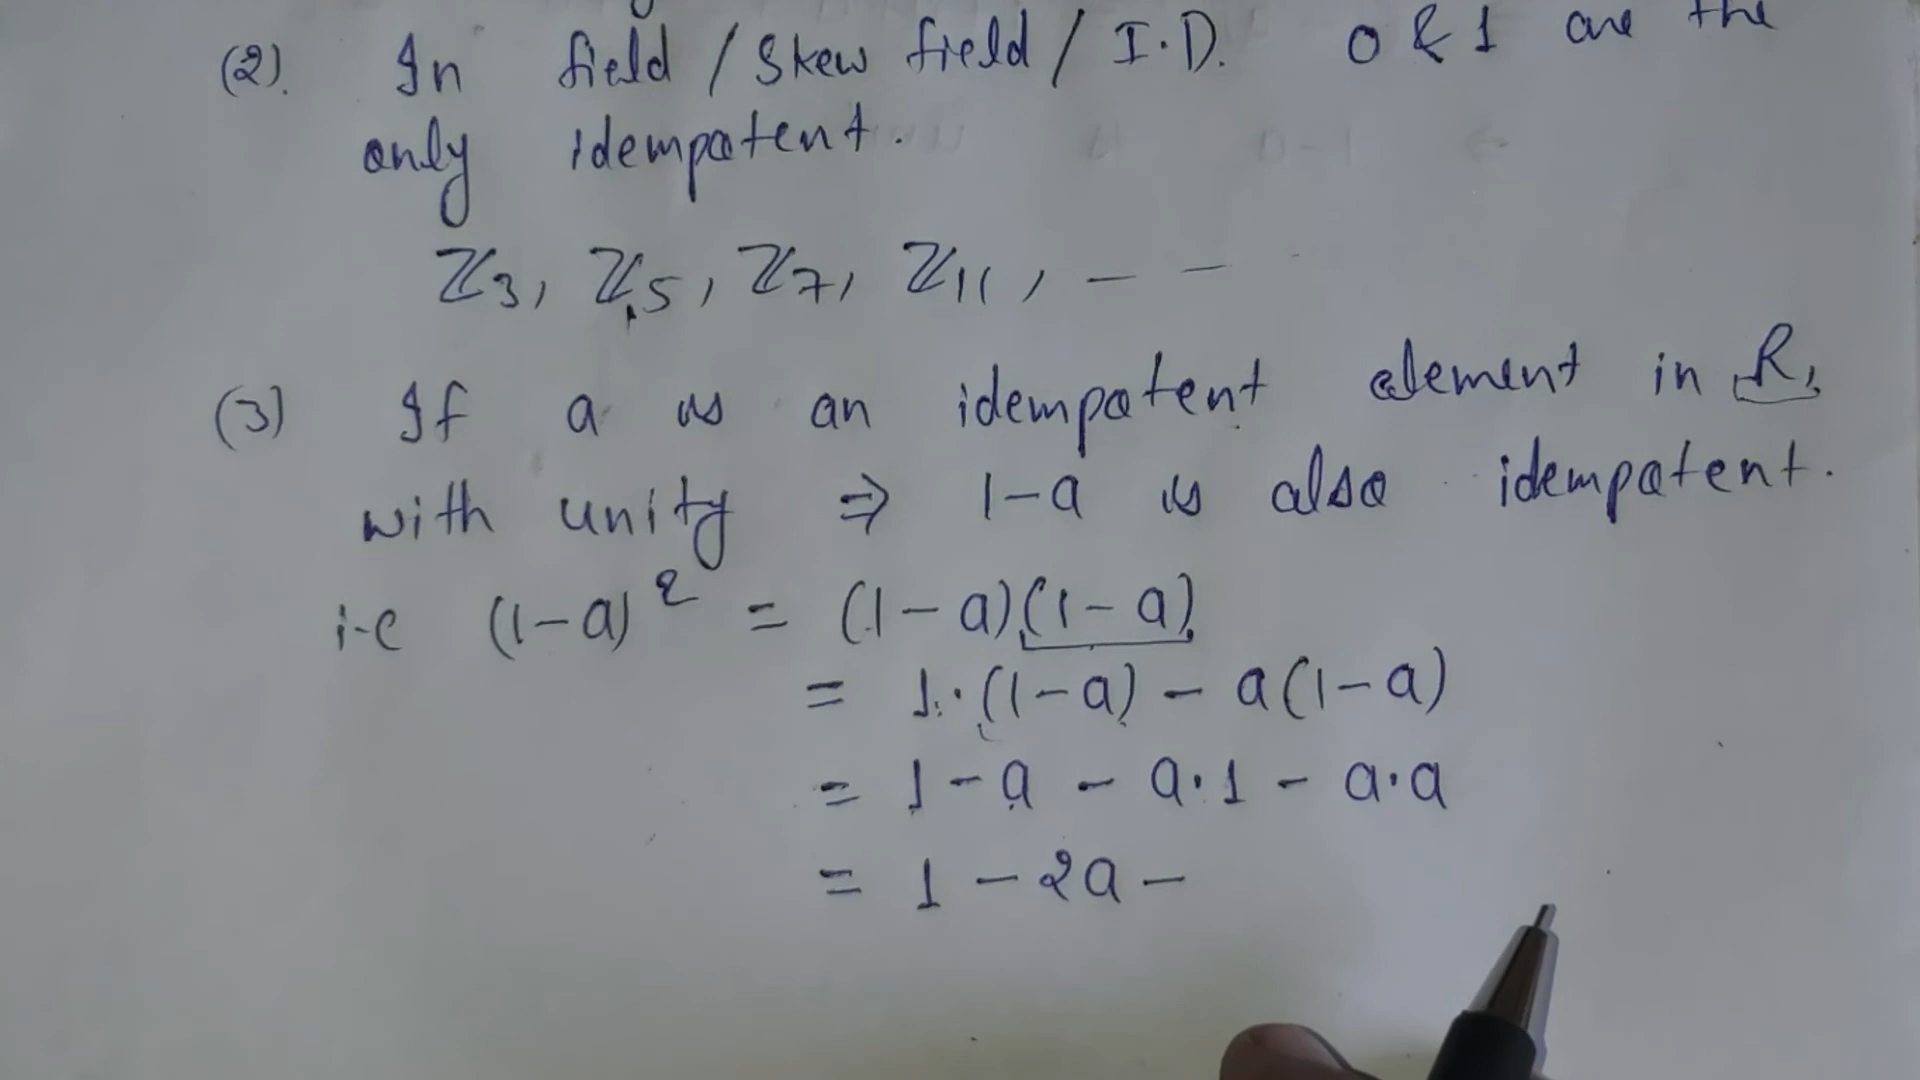 (2). In field / Skew field / I.D. 0 & 1 are the
only idempotent.
Z3, Z5, Z7, Z11, - -
(3) If a is an idempotent element in R,
with unity ⇒ 1-a is also idempotent.
i-e (1-a)² = (1-a)(1-a)
= 1·(1-a) - a(1-a)
= 1-a - a·1 - a·a
= 1 - 2a -